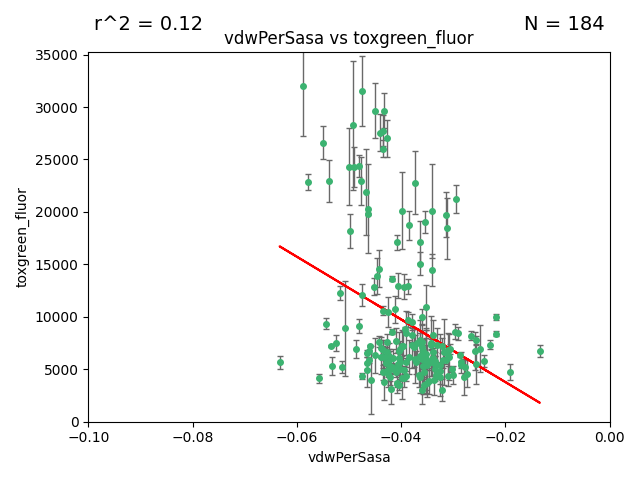 r^2 = 0.12
N = 184
vdwPerSasa vs toxgreen_fluor
35000
30000
25000
20000
15000
10000
5000
0
toxgreen_fluor
−0.10
−0.08
−0.06
−0.04
−0.02
0.00
vdwPerSasa